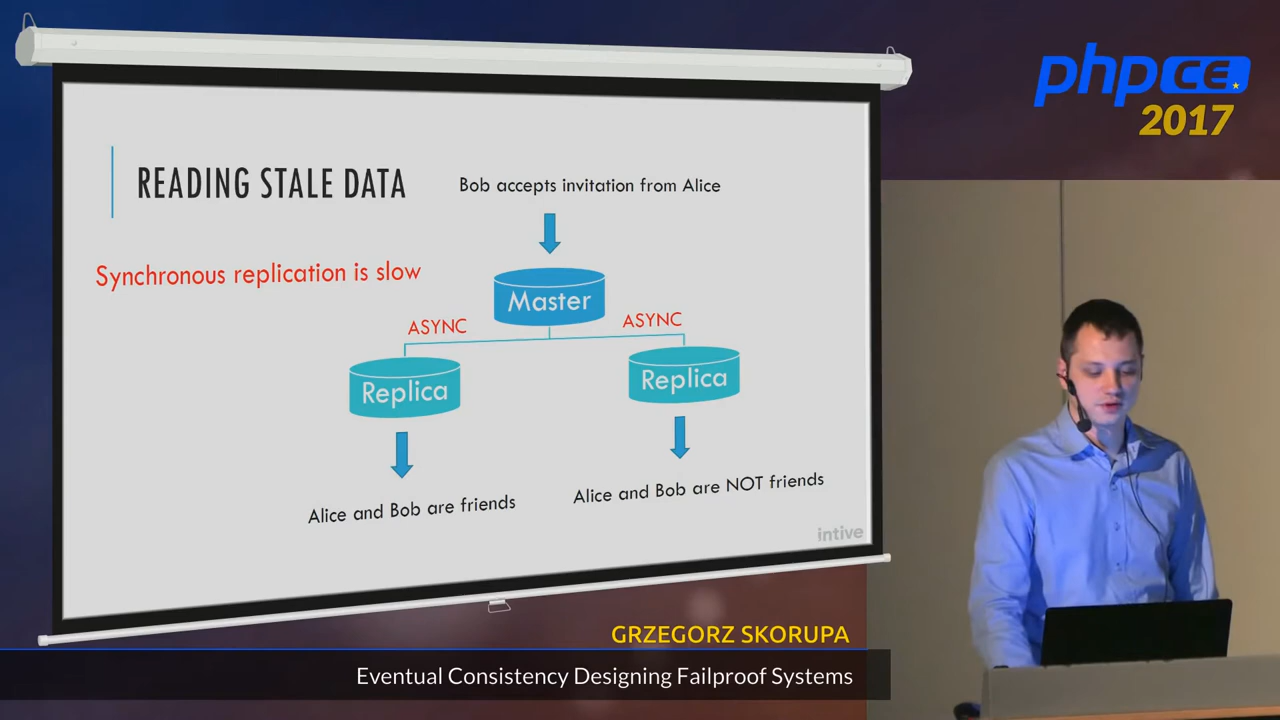 phpCE
2017
READING STALE DATA
Bob accepts invitation from Alice
Synchronous replication is slow
Master
ASYNC
ASYNC
Replica
Replica
Alice and Bob are friends
Alice and Bob are NOT friends
intive
GRZEGORZ SKORUPA
Eventual Consistency Designing Failproof Systems